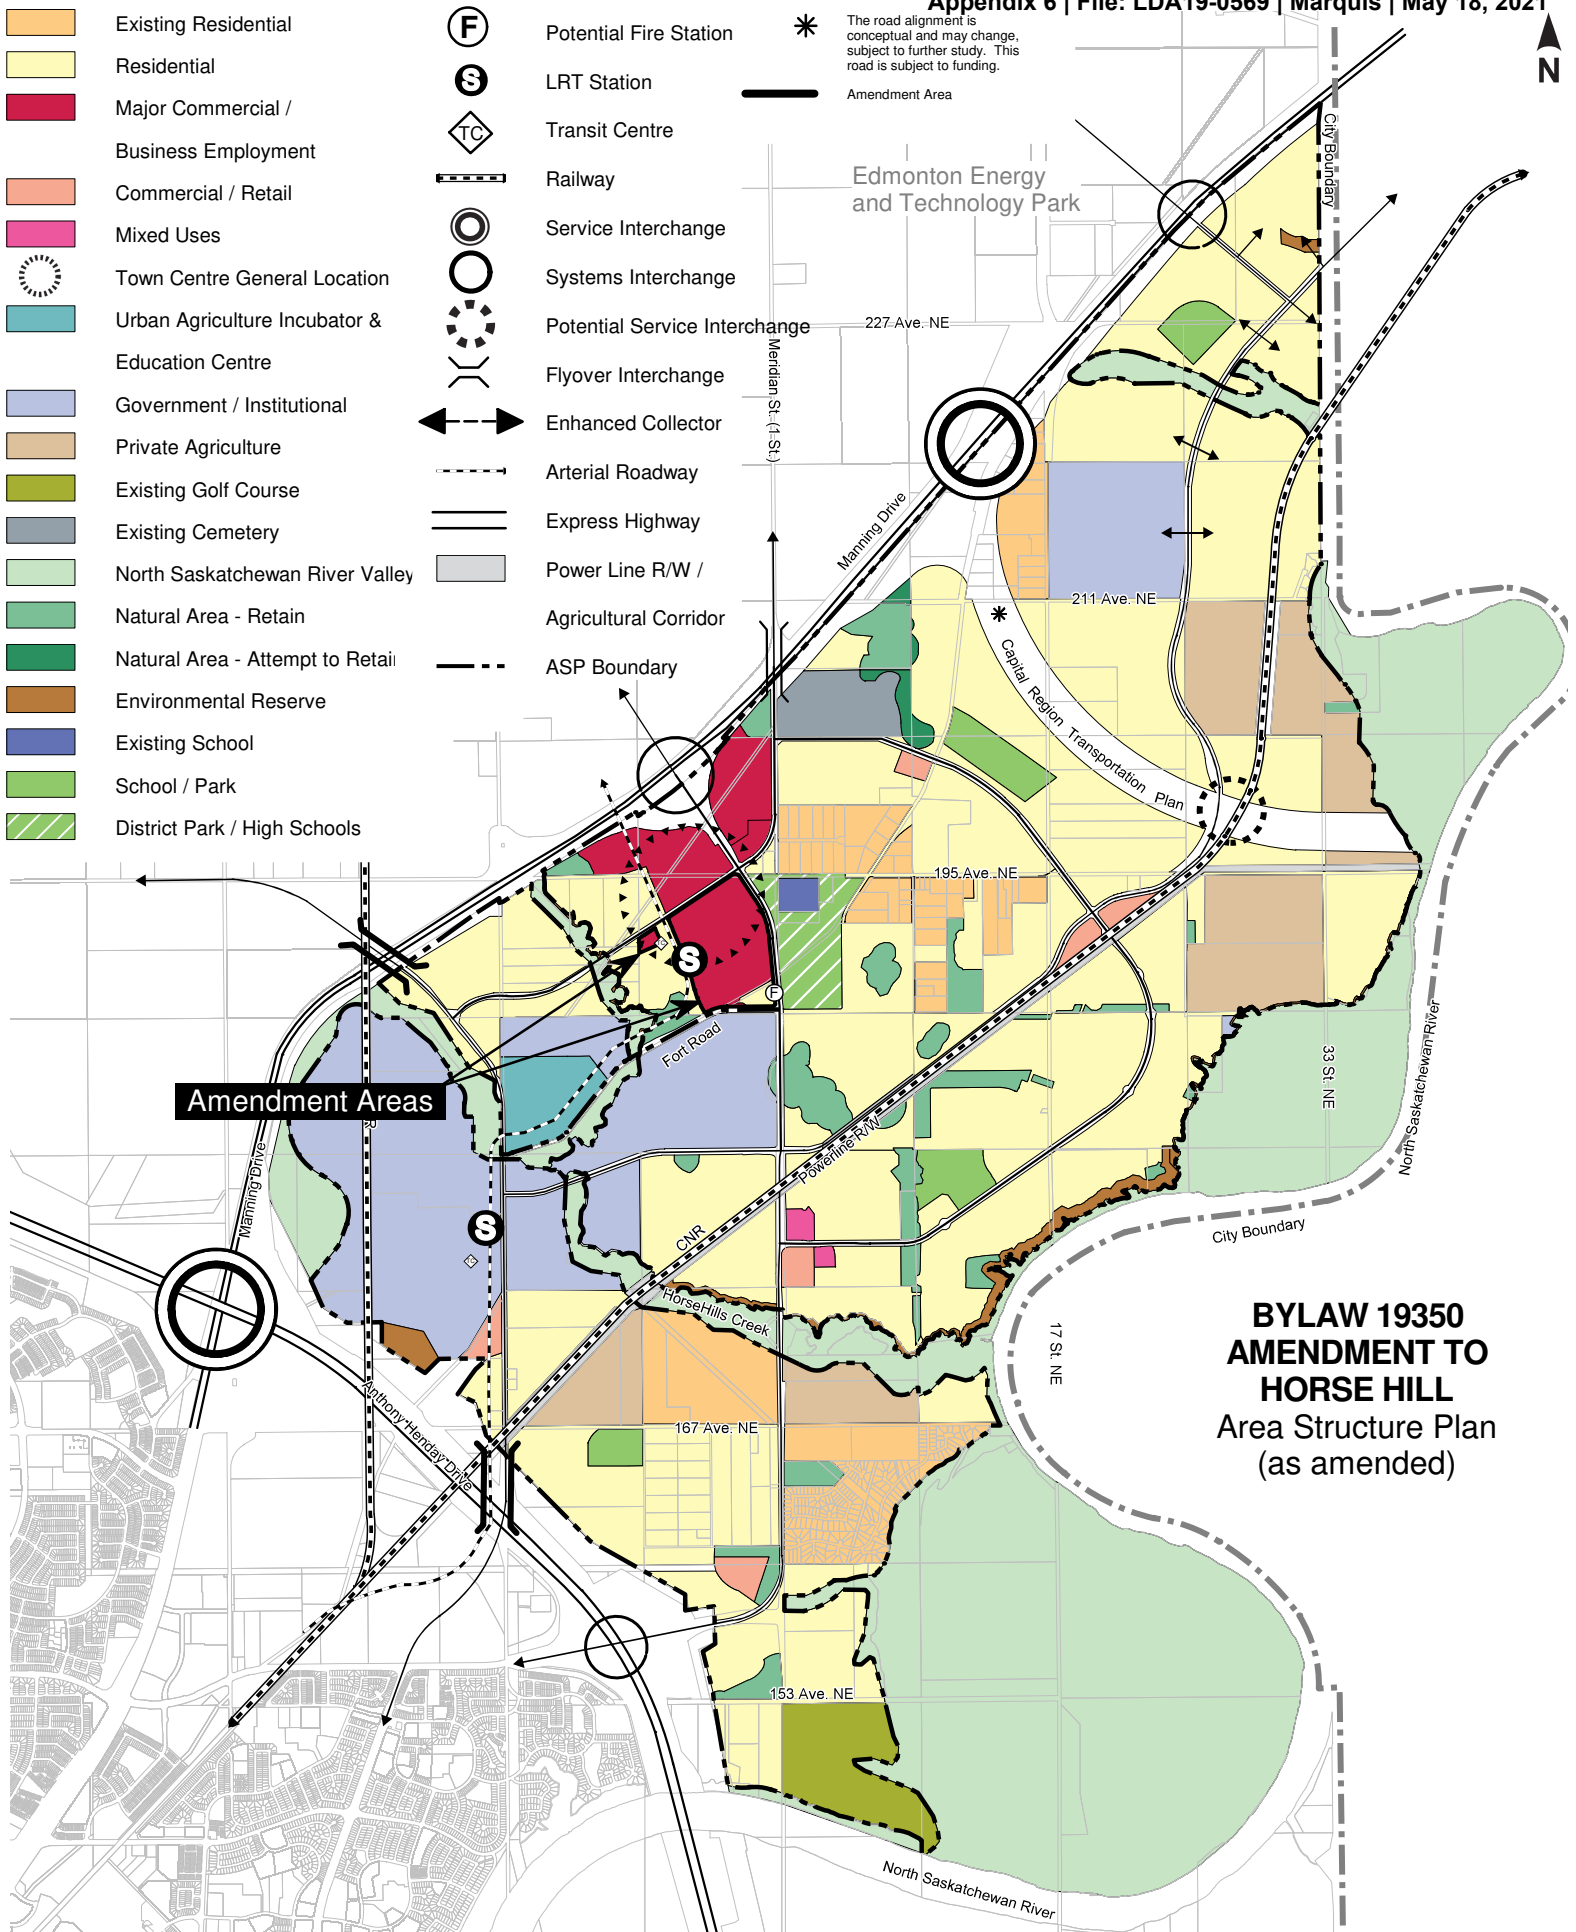 Appendix 6 | File: LDA19-0569 | Marquis | May 18, 2021
Existing Residential
Residential
Major Commercial /
Business Employment
Commercial / Retail
Mixed Uses
Town Centre General Location
Urban Agriculture Incubator &
Education Centre
Government / Institutional
Private Agriculture
Existing Golf Course
Existing Cemetery
North Saskatchewan River Valley
Natural Area - Retain
Natural Area - Attempt to Retain
Environmental Reserve
Existing School
School / Park
District Park / High Schools
F
Potential Fire Station
S
LRT Station
TC
Transit Centre
Railway
Service Interchange
Systems Interchange
Potential Service Interchange
Flyover Interchange
Enhanced Collector
Arterial Roadway
Express Highway
Power Line R/W /
Agricultural Corridor
ASP Boundary
The road alignment is
conceptual and may change,
subject to further study. This
road is subject to funding.
Amendment Area
N
City Boundary
Edmonton Energy
and Technology Park
227 Ave. NE
Meridian St. (1 St.)
Manning Drive
211 Ave. NE
Capital Region Transportation Plan
195 Ave. NE
TC
S
F
Fort Road
Amendment Areas
33 St. NE
North Saskatchewan River
Manning Drive
Powerline R/W
S
TC
CNR
City Boundary
HorseHills Creek
17 St. NE
BYLAW 19350
AMENDMENT TO
HORSE HILL
Area Structure Plan
(as amended)
Anthony Henday Drive
167 Ave. NE
153 Ave. NE
North Saskatchewan River